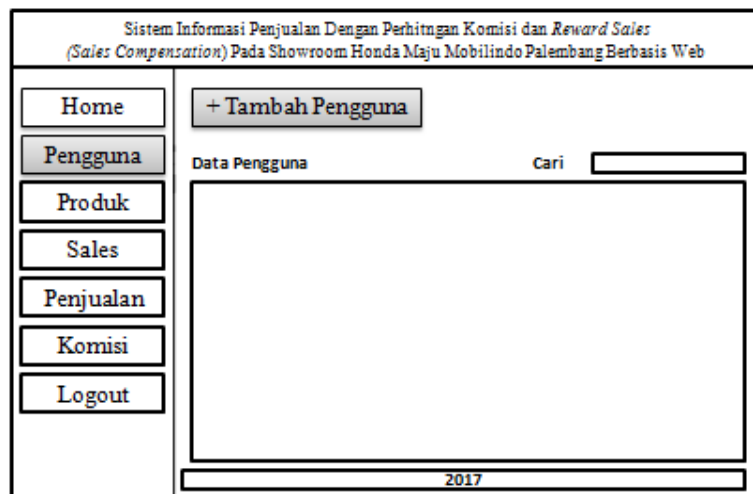 Sistem Informasi Penjualan Dengan Perhitngan Komisi dan Reward Sales
(Sales Compensation) Pada Showroom Honda Maju Mobilindo Palembang Berbasis Web
Home
+ Tambah Pengguna
Pengguna
Data Pengguna
Cari
Produk
Sales
Penjualan
Komisi
Logout
2017